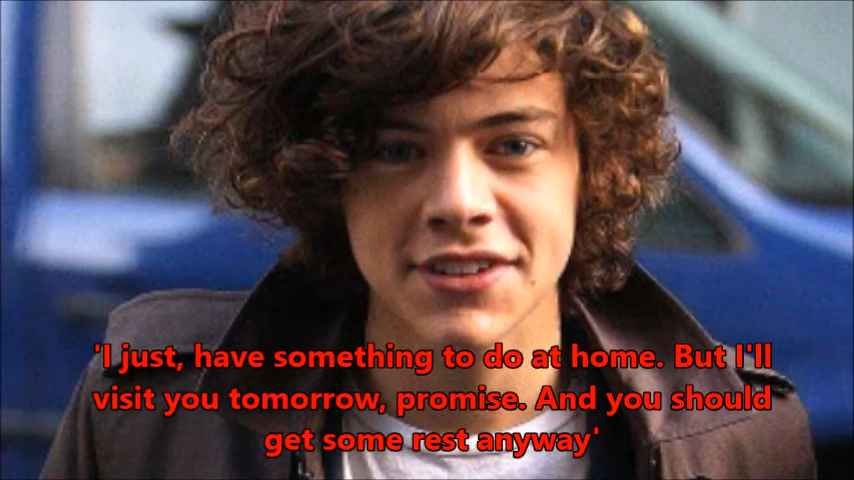 'I just, have something to do at home. But I'll
visit you tomorrow, promise. And you should
get some rest anyway'